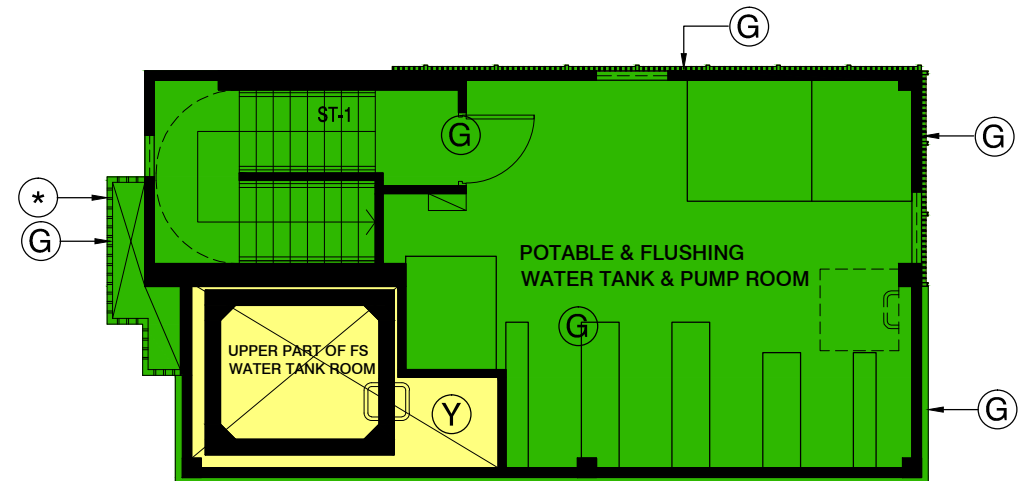 G
ST-1
G
G
*
G
POTABLE & FLUSHING
WATER TANK & PUMP ROOM
G
UPPER PART OF FS
WATER TANK ROOM
Y
G